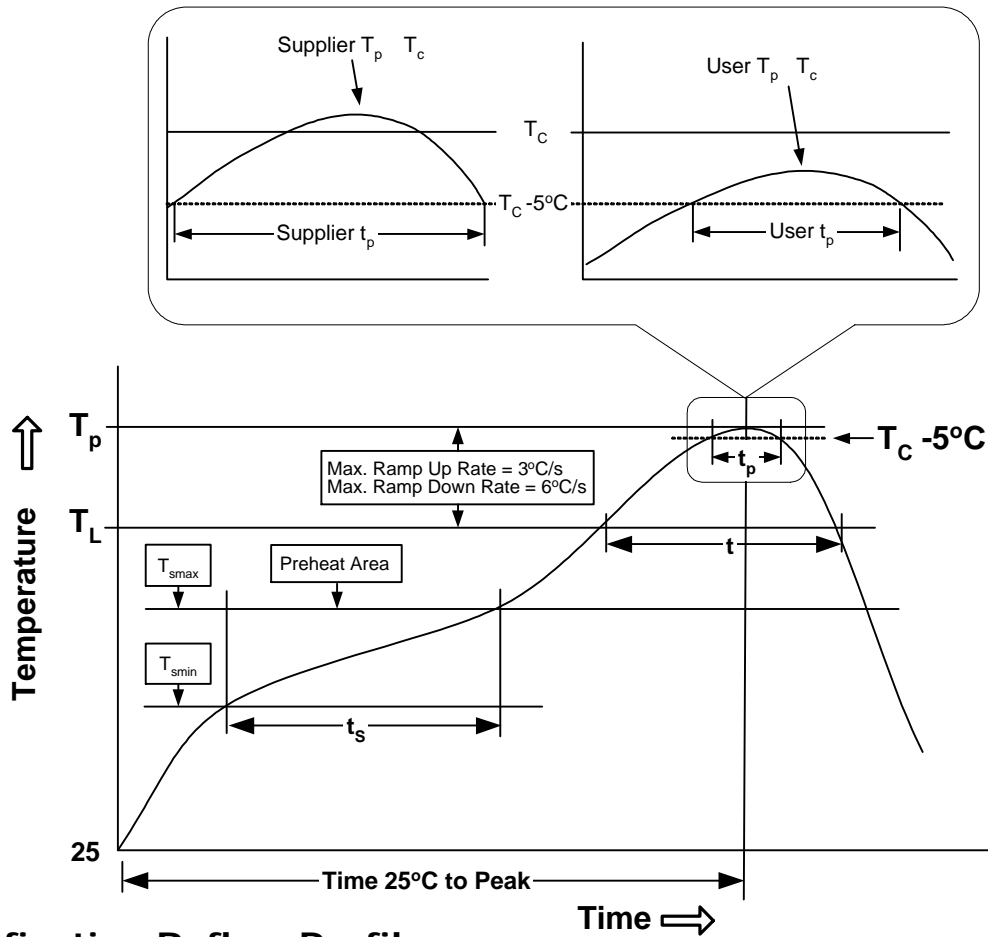 Supplier Tp Tc
User Tp Tc
TC
TC -5ºC
Supplier tp
User tp
Tp
TC -5ºC
tp
Max. Ramp Up Rate = 3ºC/s
Max. Ramp Down Rate = 6ºC/s
TL
t
Tsmax
Preheat Area
Tsmin
tS
Temperature
25
Time 25ºC to Peak
Time